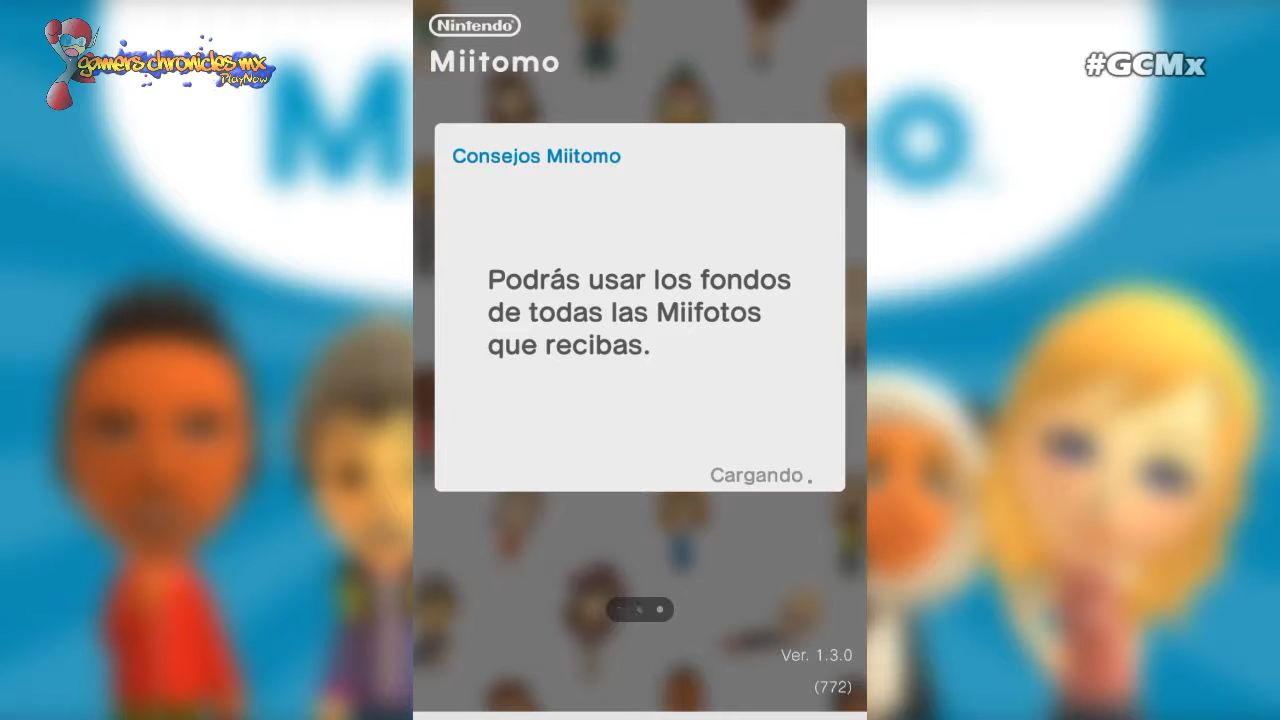 gamers chronicles mx
PlayNow
Nintendo
Miitomo
#GCMx
M
O
Consejos Miitomo
Podrás usar los fondos
de todas las Miifotos
que recibas.
Cargando.
Ver. 1.3.0
(772)